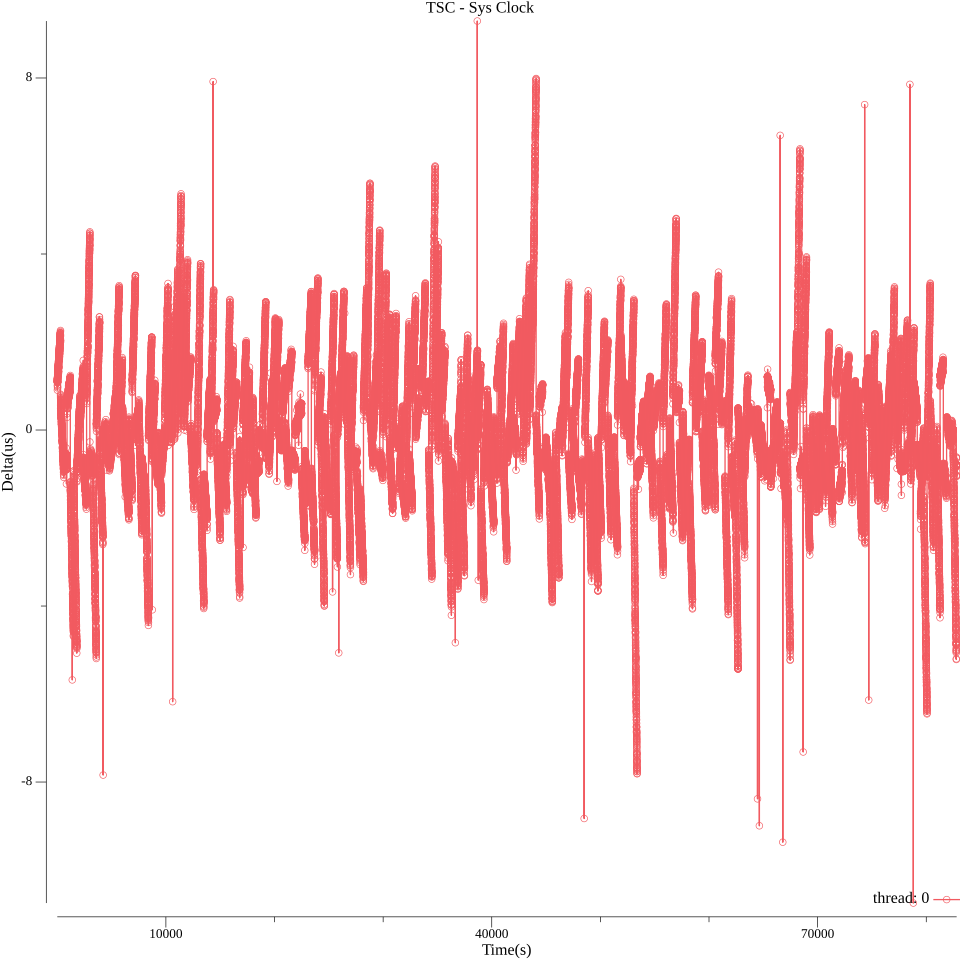 TSC - Sys Clock
8
0
-8
Delta(us)
thread: 0
10000
40000
70000
Time(s)